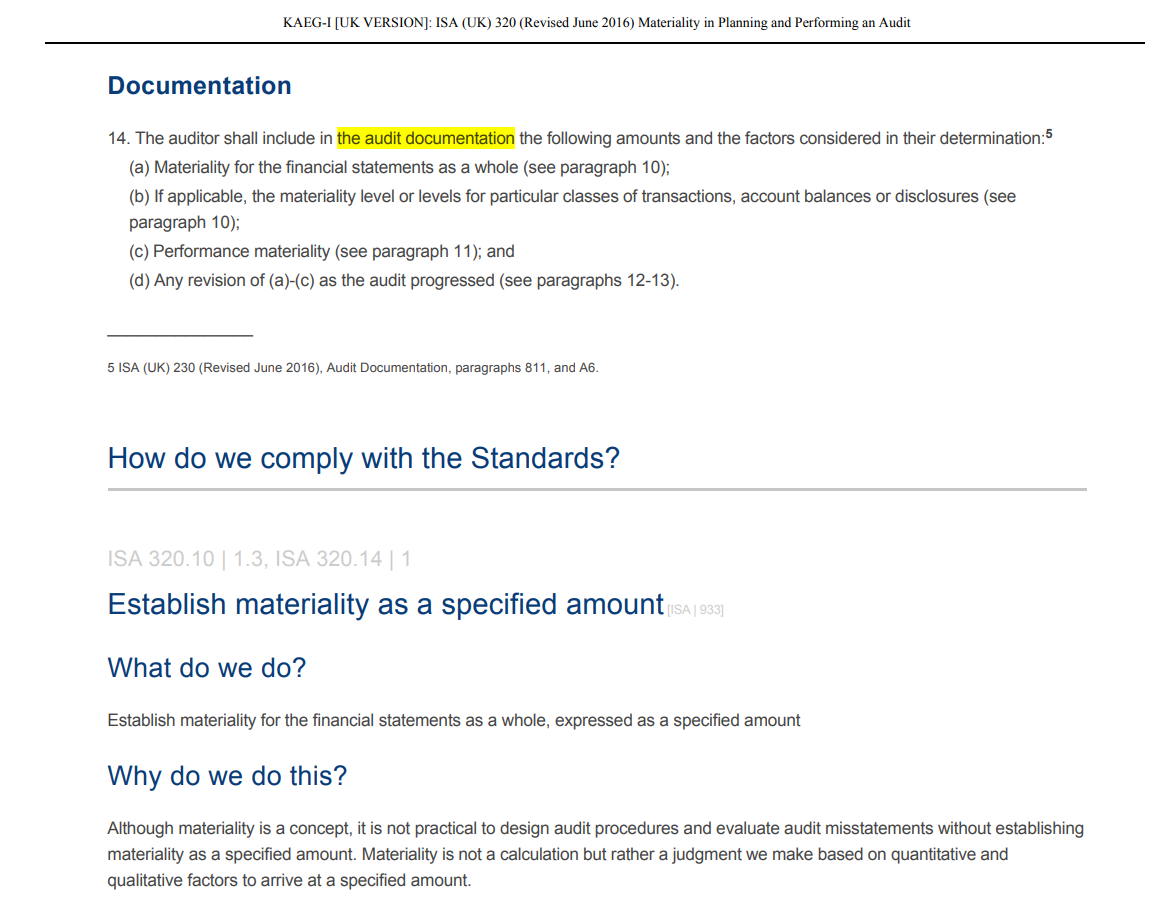 KAEG-I [UK VERSION]: ISA (UK) 320 (Revised June 2016) Materiality in Planning and Performing an Audit
Documentation
14. The auditor shall include in the audit documentation the following amounts and the factors considered in their determination:5
(a) Materiality for the financial statements as a whole (see paragraph 10);
(b) If applicable, the materiality level or levels for particular classes of transactions, account balances or disclosures (see
paragraph 10);
(c) Performance materiality (see paragraph 11); and
(d) Any revision of (a)-(c) as the audit progressed (see paragraphs 12-13).
5 ISA (UK) 230 (Revised June 2016), Audit Documentation, paragraphs 811, and A6.
How do we comply with the Standards?
ISA 320.10 | 1.3, ISA 320.14 | 1
Establish materiality as a specified amount [ISA | 933]
What do we do?
Establish materiality for the financial statements as a whole, expressed as a specified amount
Why do we do this?
Although materiality is a concept, it is not practical to design audit procedures and evaluate audit misstatements without establishing
materiality as a specified amount. Materiality is not a calculation but rather a judgment we make based on quantitative and
qualitative factors to arrive at a specified amount.